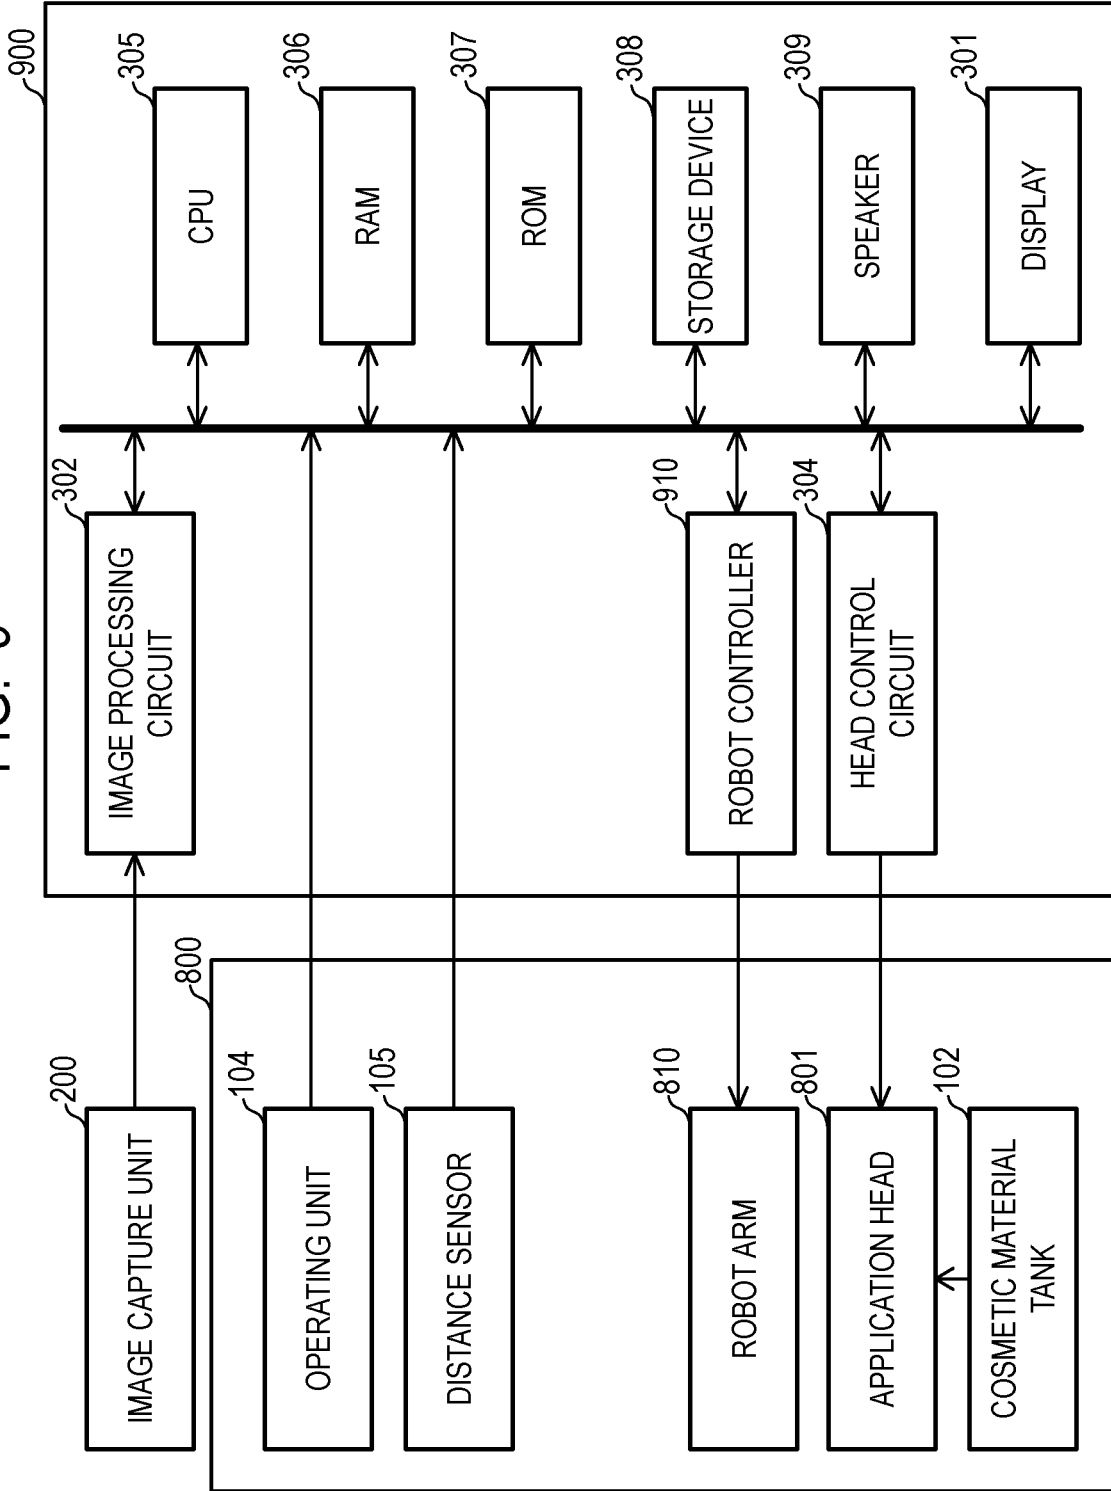 FIG.
900
200
IMAGE CAPTURE UNIT
302
IMAGE PROCESSING
CIRCUIT
305
CPU
800
104
OPERATING UNIT
306
RAM
105
DISTANCE SENSOR
307
ROM
308
STORAGE DEVICE
810
ROBOT ARM
910
ROBOT CONTROLLER
309
SPEAKER
801
APPLICATION HEAD
304
HEAD CONTROL
CIRCUIT
301
DISPLAY
102
COSMETIC MATERIAL
TANK